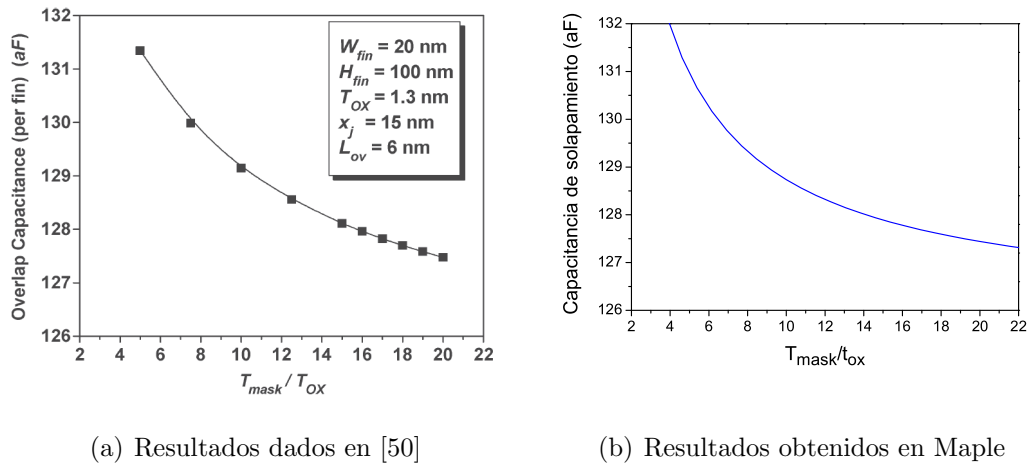 132
131
130
129
128
127
126
2 4 6 8 10 12 14 16 18 20 22
Overlap Capacitance (per fin) (aF)
T_mask / T_OX
W_fin = 20 nm
H_fin = 100 nm
T_OX = 1.3 nm
x_j = 15 nm
L_ov = 6 nm
(a) Resultados dados en [50]
132
131
130
129
128
127
126
2 4 6 8 10 12 14 16 18 20 22
Capacitancia de solapamiento (aF)
T_mask/t_ox
(b) Resultados obtenidos en Maple